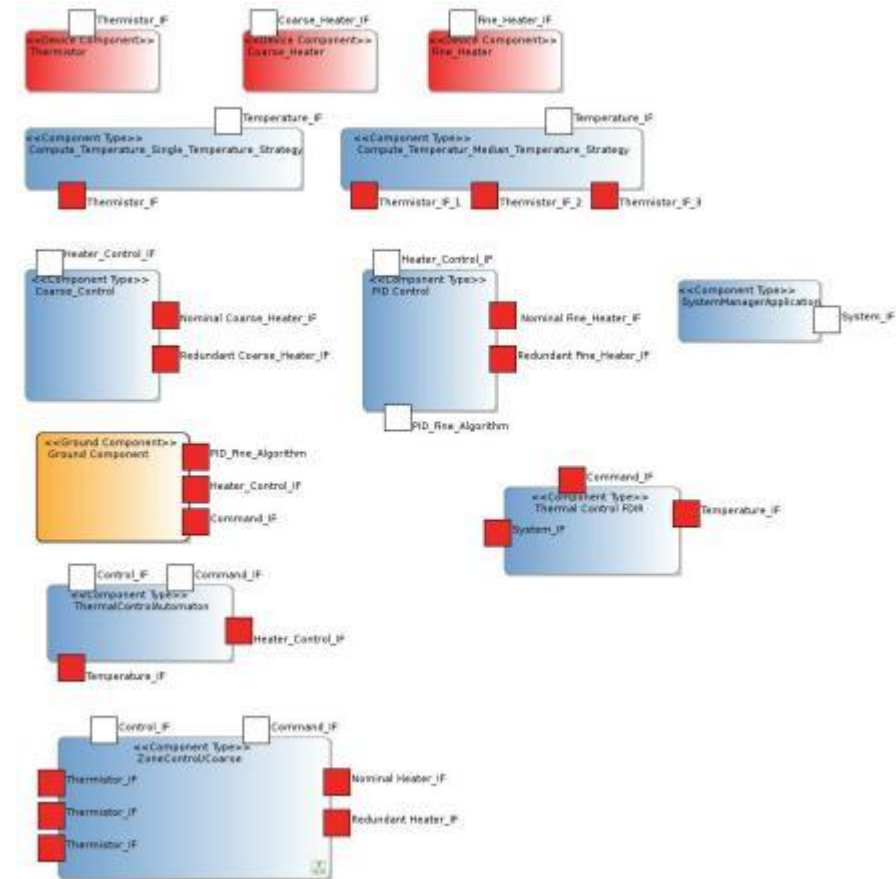 Thermistor_IF
Coarse_Heater_IF
Fine_Heater_IF
<<Device Component>>
Thermistor
<<Device Component>>
Coarse_Heater
<<Device Component>>
Fine_Heater
Temperature_IF
Temperature_IF
<<Component Type>>
Compute_Temperature_Single_Temperature_Strategy
<<Component Type>>
Compute_Temperatur_Median_Temperature_Strategy
Thermistor_IF
Thermistor_IF_1
Thermistor_IF_2
Thermistor_IF_3
Heater_Control_IF
Heater_Control_IF
<<Component Type>>
Coarse_Control
<<Component Type>>
PID Control
<<Component Type>>
SystemManagerApplication
System_IF
Nominal Coarse_Heater_IF
Nominal Fine_Heater_IF
Redundant Coarse_Heater_IF
Redundant Fine_Heater_IF
PID_Fine_Algorithm
<<Ground Component>>
Ground Component
PID_Fine_Algorithm
Heater_Control_IF
Command_IF
Command_IF
<<Component Type>>
Thermal Control FDIR
System_IF
Temperature_IF
Control_IF
Command_IF
<<Component Type>>
ThermalControlAutomaton
Heater_Control_IF
Temperature_IF
Control_IF
Command_IF
<<Component Type>>
ZoneControl/Coarse
Thermistor_IF
Nominal Heater_IF
Thermistor_IF
Redundant Heater_IF
Thermistor_IF